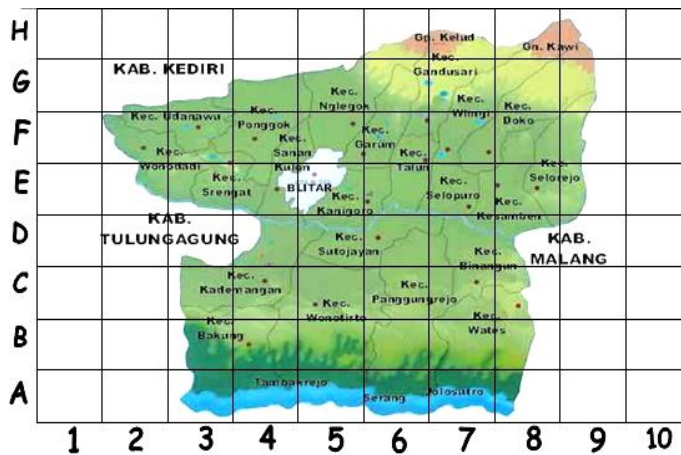 H
Gp. Kelud
Gn. Kawi
Kec.
Gandusari
G
KAB. KEDIRI
Kec.
Nglegok
Kec.
Wlingi
Kec.
Doko
F
Kec. Udanawu
Kec.
Ponggok
Kec.
Sanan
Kulon
Kec.
Garum
Kec.
Talun
Kec.
Wonodadi
Kec.
Selorejo
E
Kec.
Srengat
BLITAR
Kec.
Kanigoro
Kec.
Selopuro
Kec.
Kesamben
D
KAB.
TULUNGAGUNG
Kec.
Sutojayan
KAB.
MALANG
Kec.
Binangun
C
Kec.
Kademangan
Kec.
Panggungrejo
Kec.
Wonotirto
B
Kec.
Bakung
Kec.
Wates
A
Tambakrejo
Serang
Jolosutro
1 2 3 4 5 6 7 8 9 10